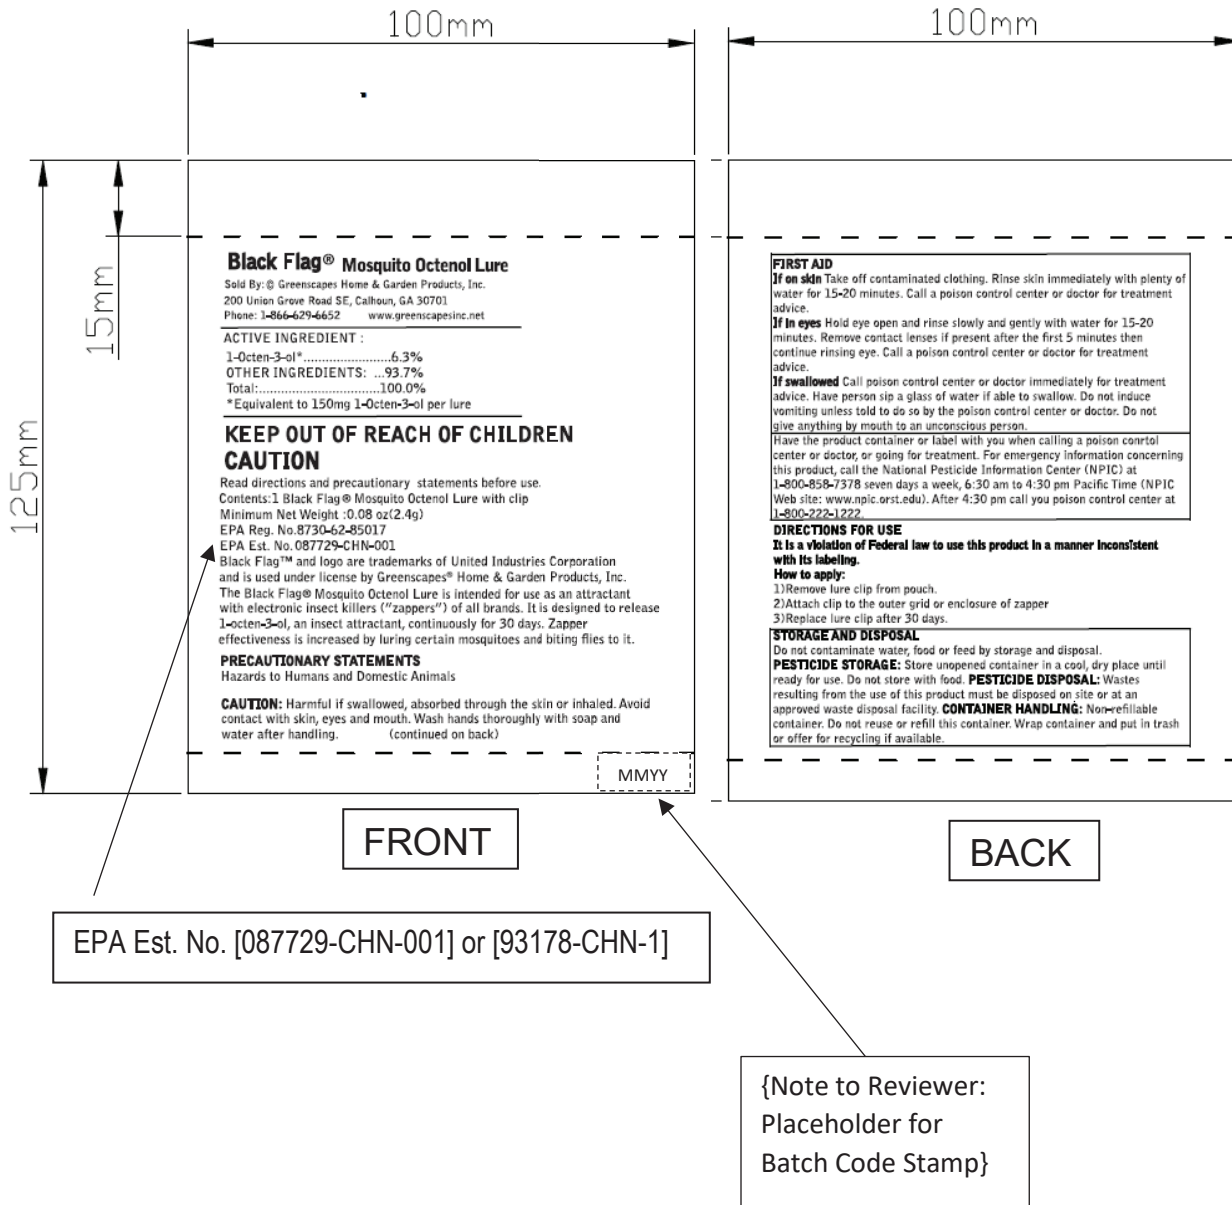 100mm
100mm
125mm
15mm
Black Flag® Mosquito Octenol Lure
Sold By: © Greenscapes Home & Garden Products, Inc.
200 Union Grove Road SE, Calhoun, GA 30701
Phone: 1-866-629-6652 www.greenscapesinc.net
ACTIVE INGREDIENT :
1-Octen-3-ol*........................6.3%
OTHER INGREDIENTS: ...93.7%
Total:.................................100.0%
*Equivalent to 150mg 1-Octen-3-ol per lure
KEEP OUT OF REACH OF CHILDREN
CAUTION
Read directions and precautionary statements before use.
Contents:1 Black Flag® Mosquito Octenol Lure with clip
Minimum Net Weight :0.08 oz(2.4g)
EPA Reg. No.8730-62-85017
EPA Est. No.087729-CHN-001
Black Flag™ and logo are trademarks of United Industries Corporation
and is used under license by Greenscapes® Home & Garden Products, Inc.
The Black Flag® Mosquito Octenol Lure is intended for use as an attractant
with electronic insect killers ("zappers") of all brands. It is designed to release
1-octen-3-ol, an insect attractant, continuously for 30 days. Zapper
effectiveness is increased by luring certain mosquitoes and biting flies to it.
PRECAUTIONARY STATEMENTS
Hazards to Humans and Domestic Animals
CAUTION: Harmful if swallowed, absorbed through the skin or inhaled. Avoid
contact with skin, eyes and mouth. Wash hands thoroughly with soap and
water after handling. (continued on back)
MMYY
FRONT
FIRST AID
If on skin Take off contaminated clothing. Rinse skin immediately with plenty of
water for 15-20 minutes. Call a poison control center or doctor for treatment
advice.
If in eyes Hold eye open and rinse slowly and gently with water for 15-20
minutes. Remove contact lenses if present after the first 5 minutes then
continue rinsing eye. Call a poison control center or doctor for treatment
advice.
If swallowed Call poison control center or doctor immediately for treatment
advice. Have person sip a glass of water if able to swallow. Do not induce
vomiting unless told to do so by the poison control center or doctor. Do not
give anything by mouth to an unconscious person.
Have the product container or label with you when calling a poison conrtol
center or doctor, or going for treatment. For emergency information concerning
this product, call the National Pesticide Information Center (NPIC) at
1-800-858-7378 seven days a week, 6:30 am to 4:30 pm Pacific Time (NPIC
Web site: www.npic.orst.edu). After 4:30 pm call you poison control center at
1-800-222-1222.
DIRECTIONS FOR USE
It is a violation of Federal law to use this product in a manner inconsistent
with its labeling.
How to apply:
1)Remove lure clip from pouch.
2)Attach clip to the outer grid or enclosure of zapper
3)Replace lure clip after 30 days.
STORAGE AND DISPOSAL
Do not contaminate water, food or feed by storage and disposal.
PESTICIDE STORAGE: Store unopened container in a cool, dry place until
ready for use. Do not store with food. PESTICIDE DISPOSAL: Wastes
resulting from the use of this product must be disposed on site or at an
approved waste disposal facility. CONTAINER HANDLING: Non-refillable
container. Do not reuse or refill this container. Wrap container and put in trash
or offer for recycling if available.
BACK
EPA Est. No. [087729-CHN-001] or [93178-CHN-1]
{Note to Reviewer:
Placeholder for
Batch Code Stamp}